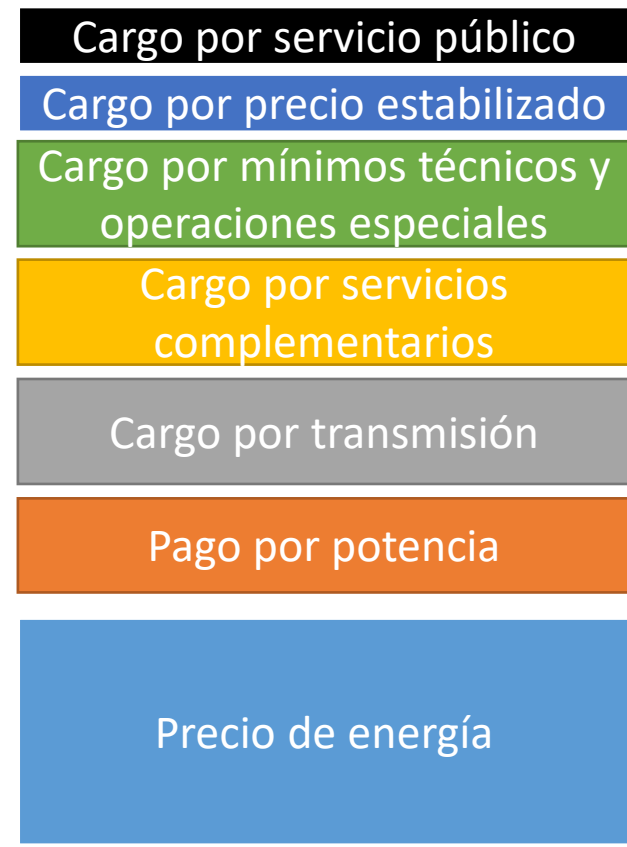 Cargo por servicio público
Cargo por precio estabilizado
Cargo por mínimos técnicos y
operaciones especiales
Cargo por servicios
complementarios
Cargo por transmisión
Pago por potencia
Precio de energía